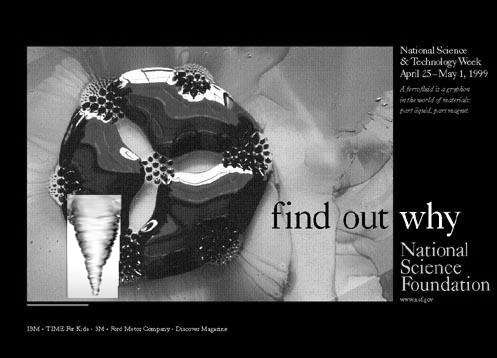 National Science
& Technology Week
April 25-May 1, 1999
A ferrofluid is a gryphon
in the world of materials:
part liquid, part magnet.
find out why
National
Science
Foundation
www.nsf.gov
IBM • TIME For Kids • 3M • Ford Motor Company • Discover Magazine